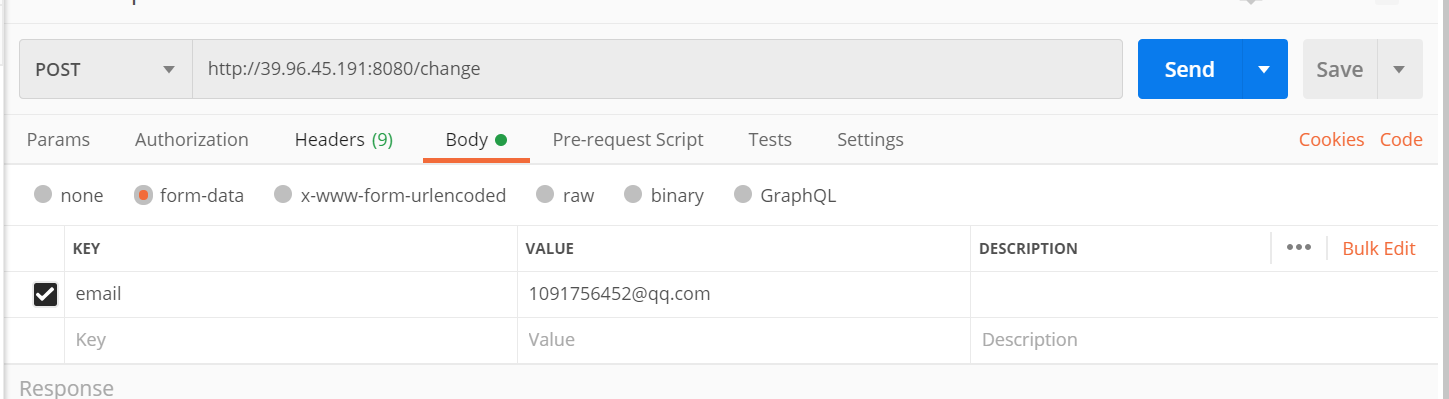 POST http://39.96.45.191:8080/change Send Save
Params Authorization Headers (9) Body Pre-request Script Tests Settings Cookies Code
none form-data x-www-form-urlencoded raw binary GraphQL
KEY VALUE DESCRIPTION ••• Bulk Edit
email 1091756452@qq.com
Key Value Description
Response